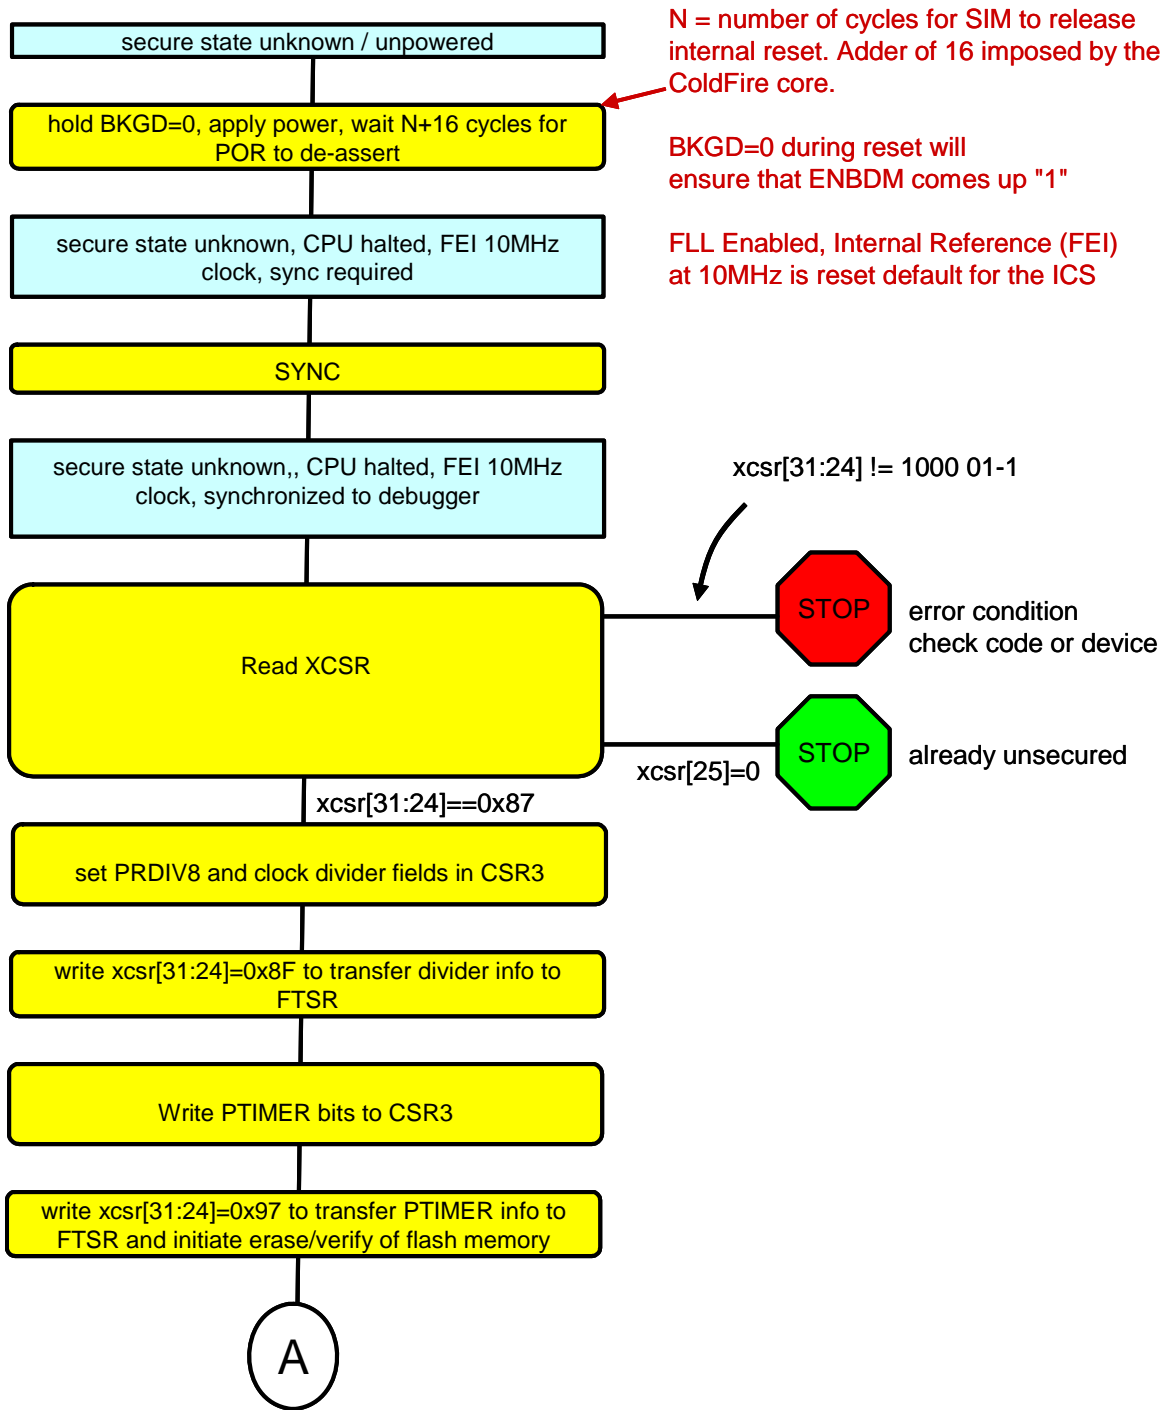 secure state unknown / unpowered
N = number of cycles for SIM to release
internal reset. Adder of 16 imposed by the
ColdFire core.
hold BKGD=0, apply power, wait N+16 cycles for
POR to de-assert
BKGD=0 during reset will
ensure that ENBDM comes up "1"
secure state unknown, CPU halted, FEI 10MHz
clock, sync required
FLL Enabled, Internal Reference (FEI)
at 10MHz is reset default for the ICS
SYNC
secure state unknown,, CPU halted, FEI 10MHz
clock, synchronized to debugger
xcsr[31:24] != 1000 01-1
Read XCSR
STOP
error condition
check code or device
STOP
already unsecured
xcsr[25]=0
xcsr[31:24]==0x87
set PRDIV8 and clock divider fields in CSR3
write xcsr[31:24]=0x8F to transfer divider info to
FTSR
Write PTIMER bits to CSR3
write xcsr[31:24]=0x97 to transfer PTIMER info to
FTSR and initiate erase/verify of flash memory
A